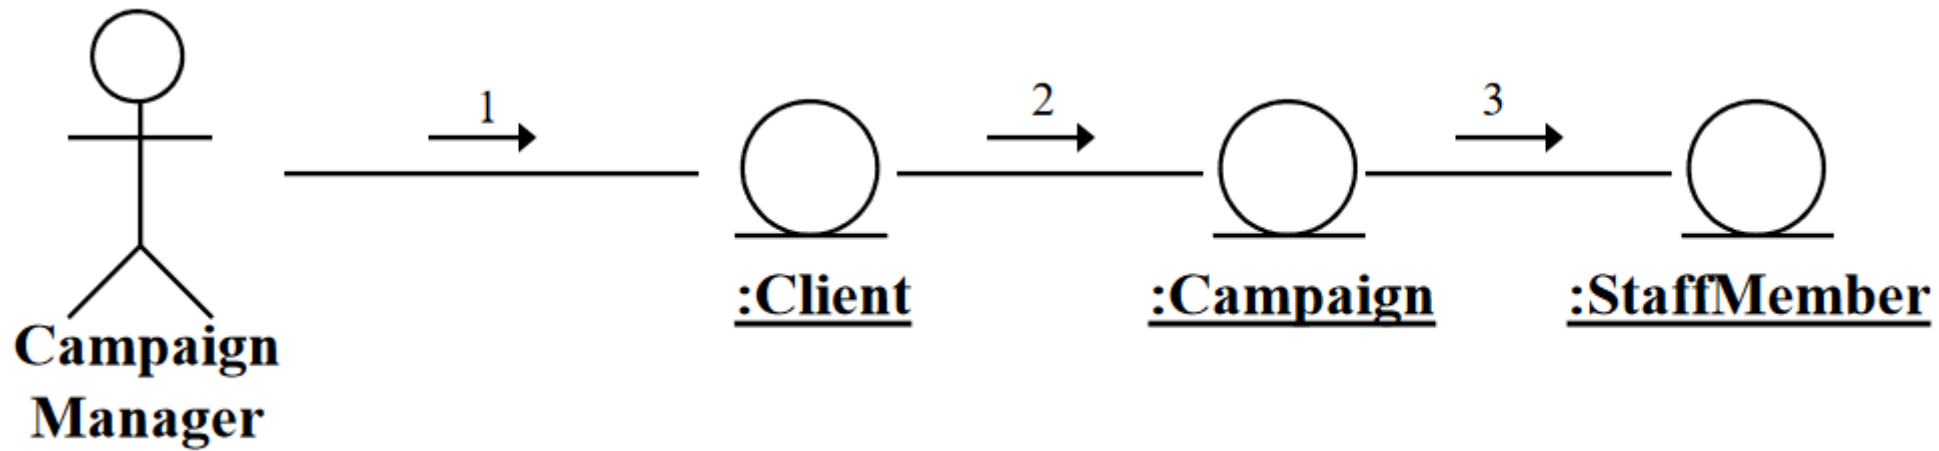 1
2
3
:Client
:Campaign
:StaffMember
Campaign
Manager